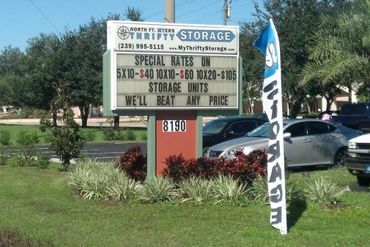 NORTH FT. MYERS
THRIFTY STORAGE
(239) 995-5115
www.MyThriftyStorage.com
SPECIAL RATES ON
5X10-$40 10X10-$60 10X20-$105
STORAGE UNITS
WE'LL BEAT ANY PRICE
8190
STORAGE